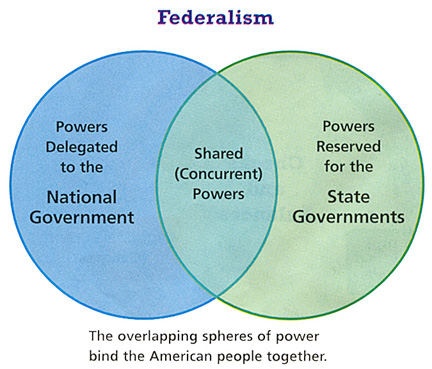 Federalism
Powers
Delegated
to the
National
Government
Shared
(Concurrent)
Powers
Powers
Reserved
for the
State
Governments
The overlapping spheres of power
bind the American people together.